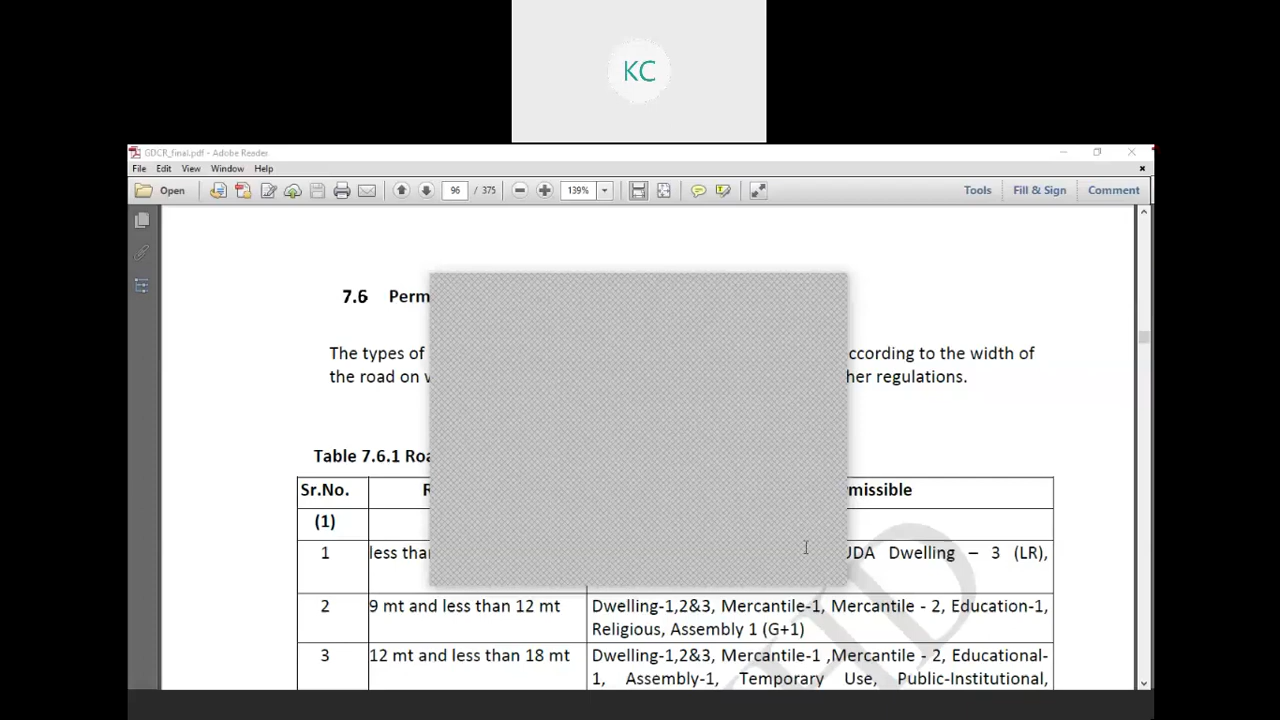 KC
GDCR_final.pdf - Adobe Reader
File Edit View Window Help
Open 96 / 375 139% Tools Fill & Sign Comment
7.6 Perm
The types of ccording to the width of
the road on w her regulations.
Table 7.6.1 Roa
Sr.No. R missible
(1)
1 less than UDA Dwelling – 3 (LR),
2 9 mt and less than 12 mt Dwelling-1,2&3, Mercantile-1, Mercantile - 2, Education-1,
Religious, Assembly 1 (G+1)
3 12 mt and less than 18 mt Dwelling-1,2&3, Mercantile-1 ,Mercantile - 2, Educational-
1, Assembly-1, Temporary Use, Public-Institutional,